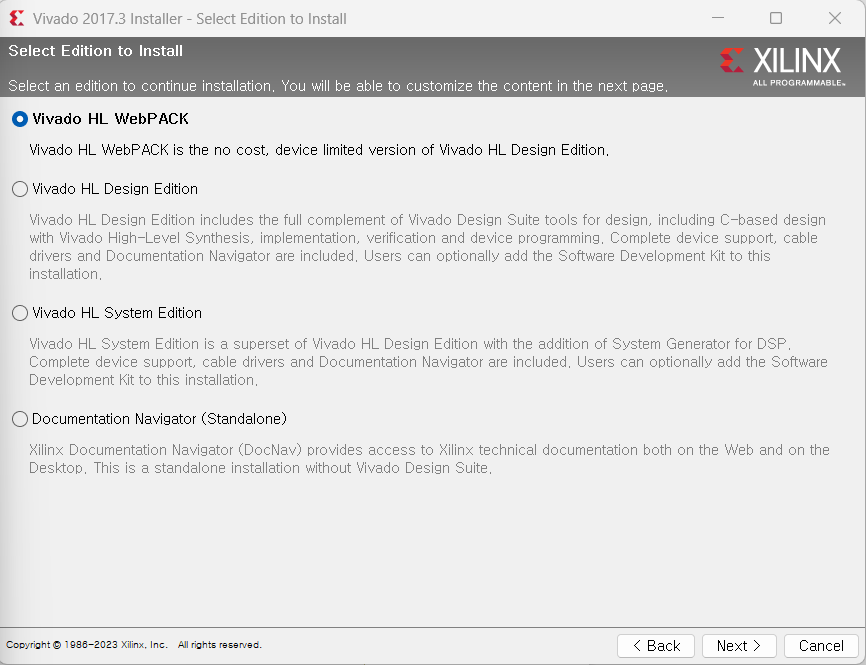 Vivado 2017.3 Installer - Select Edition to Install
Select Edition to Install
XILINX
ALL PROGRAMMABLE™
Select an edition to continue installation. You will be able to customize the content in the next page.
Vivado HL WebPACK
Vivado HL WebPACK is the no cost, device limited version of Vivado HL Design Edition.
Vivado HL Design Edition
Vivado HL Design Edition includes the full complement of Vivado Design Suite tools for design, including C-based design
with Vivado High-Level Synthesis, implementation, verification and device programming. Complete device support, cable
drivers and Documentation Navigator are included. Users can optionally add the Software Development Kit to this
installation.
Vivado HL System Edition
Vivado HL System Edition is a superset of Vivado HL Design Edition with the addition of System Generator for DSP.
Complete device support, cable drivers and Documentation Navigator are included. Users can optionally add the Software
Development Kit to this installation.
Documentation Navigator (Standalone)
Xilinx Documentation Navigator (DocNav) provides access to Xilinx technical documentation both on the Web and on the
Desktop. This is a standalone installation without Vivado Design Suite.
Copyright © 1986-2023 Xilinx, Inc. All rights reserved.
< Back
Next >
Cancel